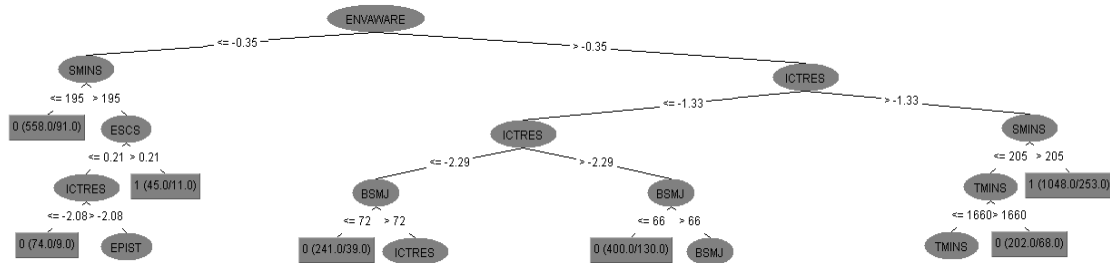 ENVAWARE
<= -0.35
> -0.35
SMINS
ICTRES
<= 195 > 195
<= -1.33
> -1.33
0 (558.0/91.0)
ESCS
ICTRES
SMINS
<= 0.21 > 0.21
<= -2.29
> -2.29
<= 205 > 205
ICTRES
1 (45.0/11.0)
BSMJ
BSMJ
TMINS
1 (1048.0/253.0)
<= -2.08> -2.08
<= 72 > 72
<= 66 > 66
<= 1660> 1660
0 (74.0/9.0)
EPIST
0 (241.0/39.0)
ICTRES
0 (400.0/130.0)
BSMJ
TMINS
0 (202.0/68.0)